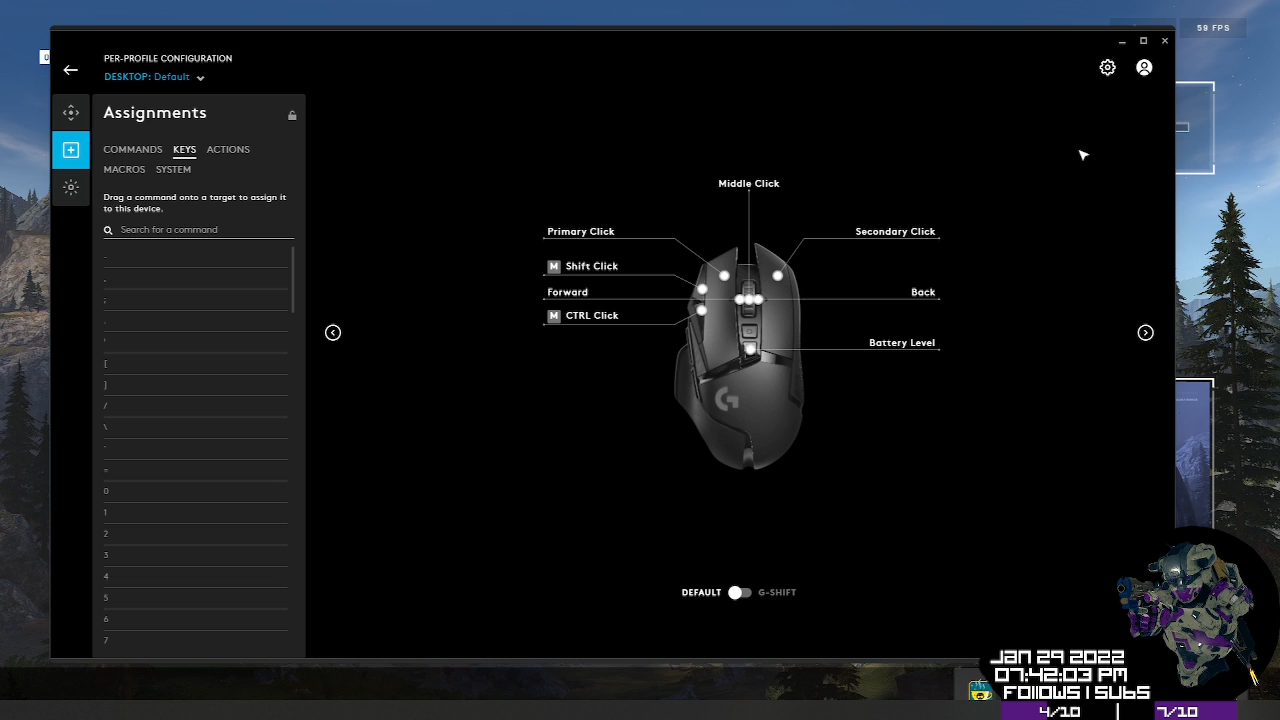 59 FPS
PER-PROFILE CONFIGURATION
DESKTOP: Default
Assignments
COMMANDS KEYS ACTIONS
MACROS SYSTEM
Drag a command onto a target to assign it
to this device.
Search for a command
-
,
;
.
'
[
]
/
\
`
=
0
1
2
3
4
5
6
7
Middle Click
Primary Click
Secondary Click
M Shift Click
Forward
Back
M CTRL Click
Battery Level
DEFAULT G-SHIFT
JAN 29 2022
07:42:03 PM
FOLLOWS | SUBS
4/10 | 7/10